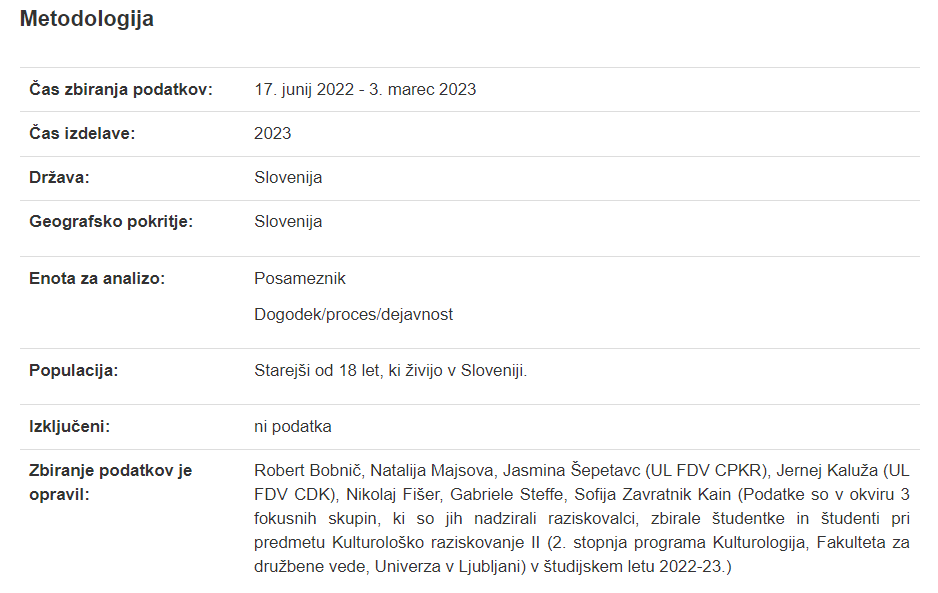 Metodologija
Čas zbiranja podatkov: 17. junij 2022 - 3. marec 2023
Čas izdelave: 2023
Država: Slovenija
Geografsko pokritje: Slovenija
Enota za analizo: Posameznik
Dogodek/proces/dejavnost
Populacija: Starejši od 18 let, ki živijo v Sloveniji.
Izključeni: ni podatka
Zbiranje podatkov je
opravil:
Robert Bobnič, Natalija Majsova, Jasmina Šepetavc (UL FDV CPKR), Jernej Kaluža (UL
FDV CDK), Nikolaj Fišer, Gabriele Steffe, Sofija Zavratnik Kain (Podatke so v okviru 3
fokusnih skupin, ki so jih nadzirali raziskovalci, zbirale študentke in študenti pri
predmetu Kulturološko raziskovanje II (2. stopnja programa Kulturologija, Fakulteta za
družbene vede, Univerza v Ljubljani) v študijskem letu 2022-23.)